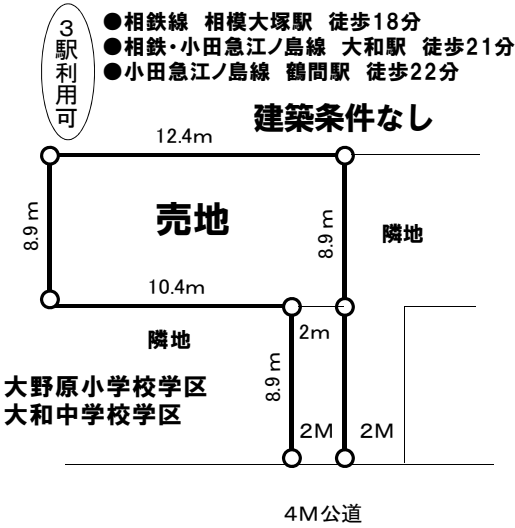 3駅利用可
●相鉄線 相模大塚駅 徒歩18分
●相鉄・小田急江ノ島線 大和駅 徒歩21分
●小田急江ノ島線 鶴間駅 徒歩22分
建築条件なし
12.4m
8.9m
売地
8.9m
隣地
10.4m
隣地
2m
8.9m
大野原小学校学区
大和中学校学区
2M
2M
4M公道